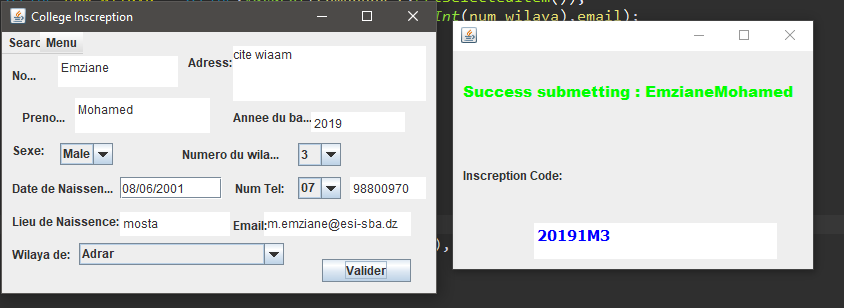 College Inscreption
Searc Menu
No... Emziane
Adress: cite wiaam
Preno... Mohamed
Annee du ba... 2019
Sexe: Male
Numero du wila... 3
Date de Naissen... 08/06/2001
Num Tel: 07 98800970
Lieu de Naissence: mosta
Email: m.emziane@esi-sba.dz
Wilaya de: Adrar
Valider
Int(num_wilaya).email);
Success submetting : EmzianeMohamed
Inscreption Code:
20191M3
),